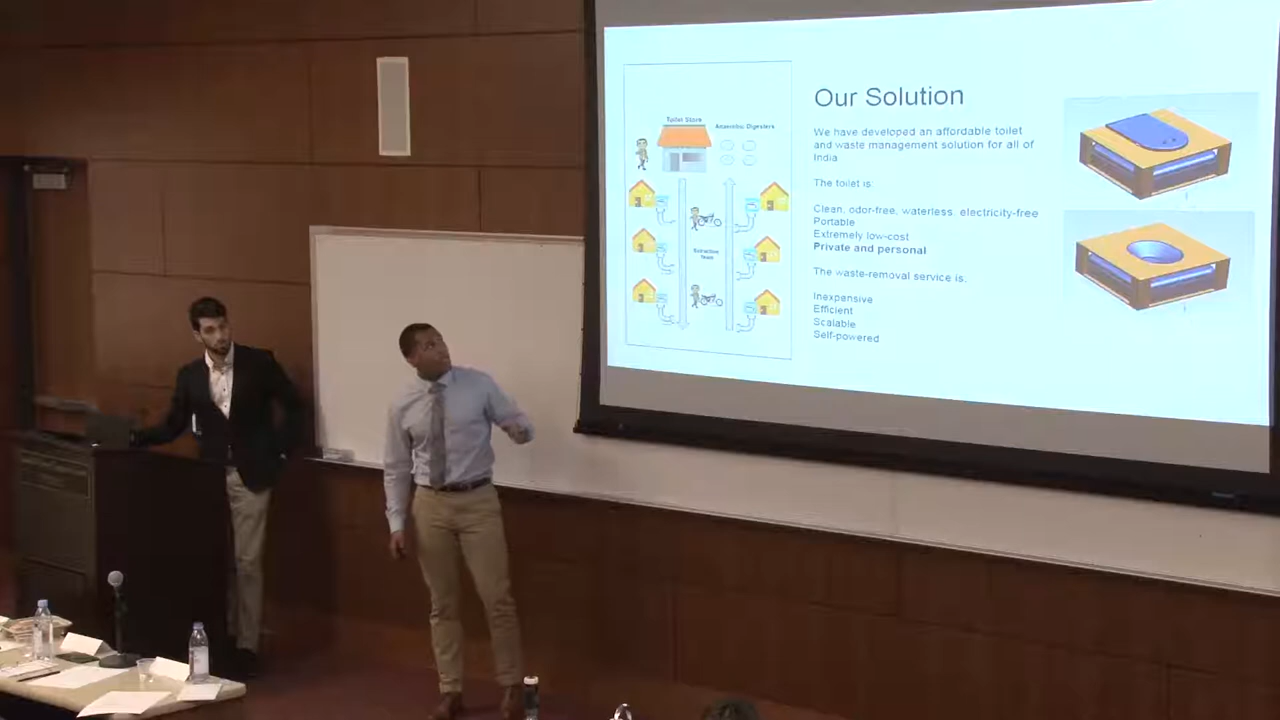 Toilet Store
Anaerobic Digesters
Extraction
Team
Our Solution
We have developed an affordable toilet
and waste management solution for all of
India
The toilet is:
Clean, odor-free, waterless, electricity-free
Portable
Extremely low-cost
Private and personal
The waste-removal service is:
Inexpensive
Efficient
Scalable
Self-powered